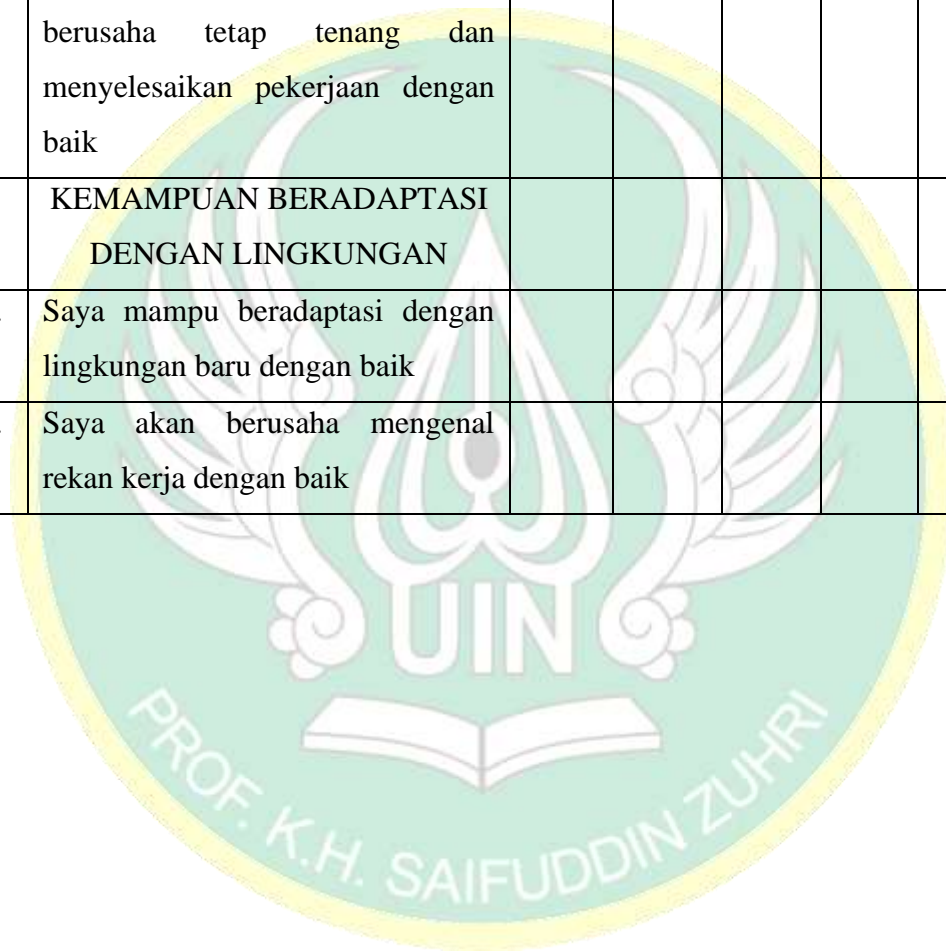 berusaha tetap tenang dan
menyelesaikan pekerjaan dengan
baik
KEMAMPUAN BERADAPTASI
DENGAN LINGKUNGAN
Saya mampu beradaptasi dengan
lingkungan baru dengan baik
Saya akan berusaha mengenal
rekan kerja dengan baik
UIN
PROF. K.H. SAIFUDDIN ZUHRI